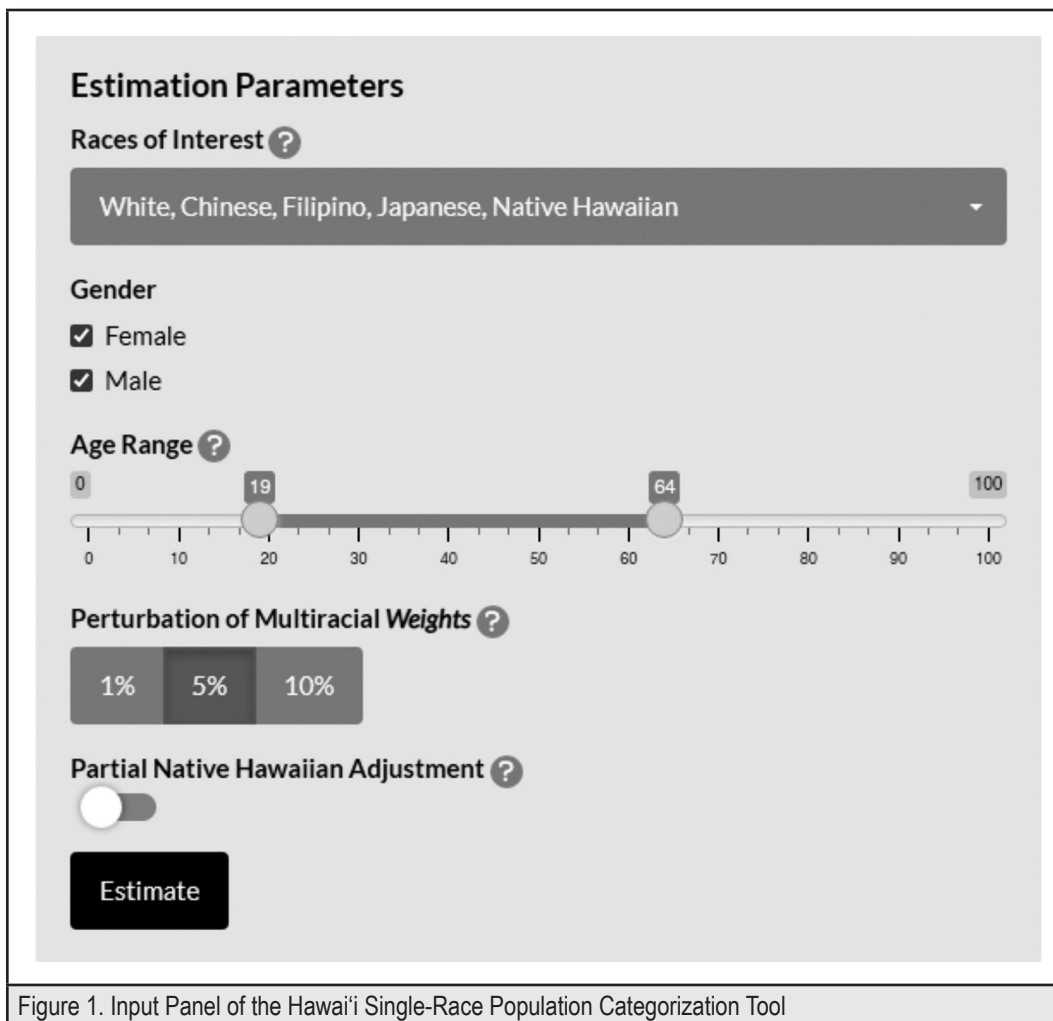 Estimation Parameters
Races of Interest ?
White, Chinese, Filipino, Japanese, Native Hawaiian
Gender
Female
Male
Age Range ?
0 19 64 100
0 10 20 30 40 50 60 70 80 90 100
Perturbation of Multiracial Weights ?
1% 5% 10%
Partial Native Hawaiian Adjustment ?
Estimate
Figure 1. Input Panel of the Hawai‘i Single-Race Population Categorization Tool